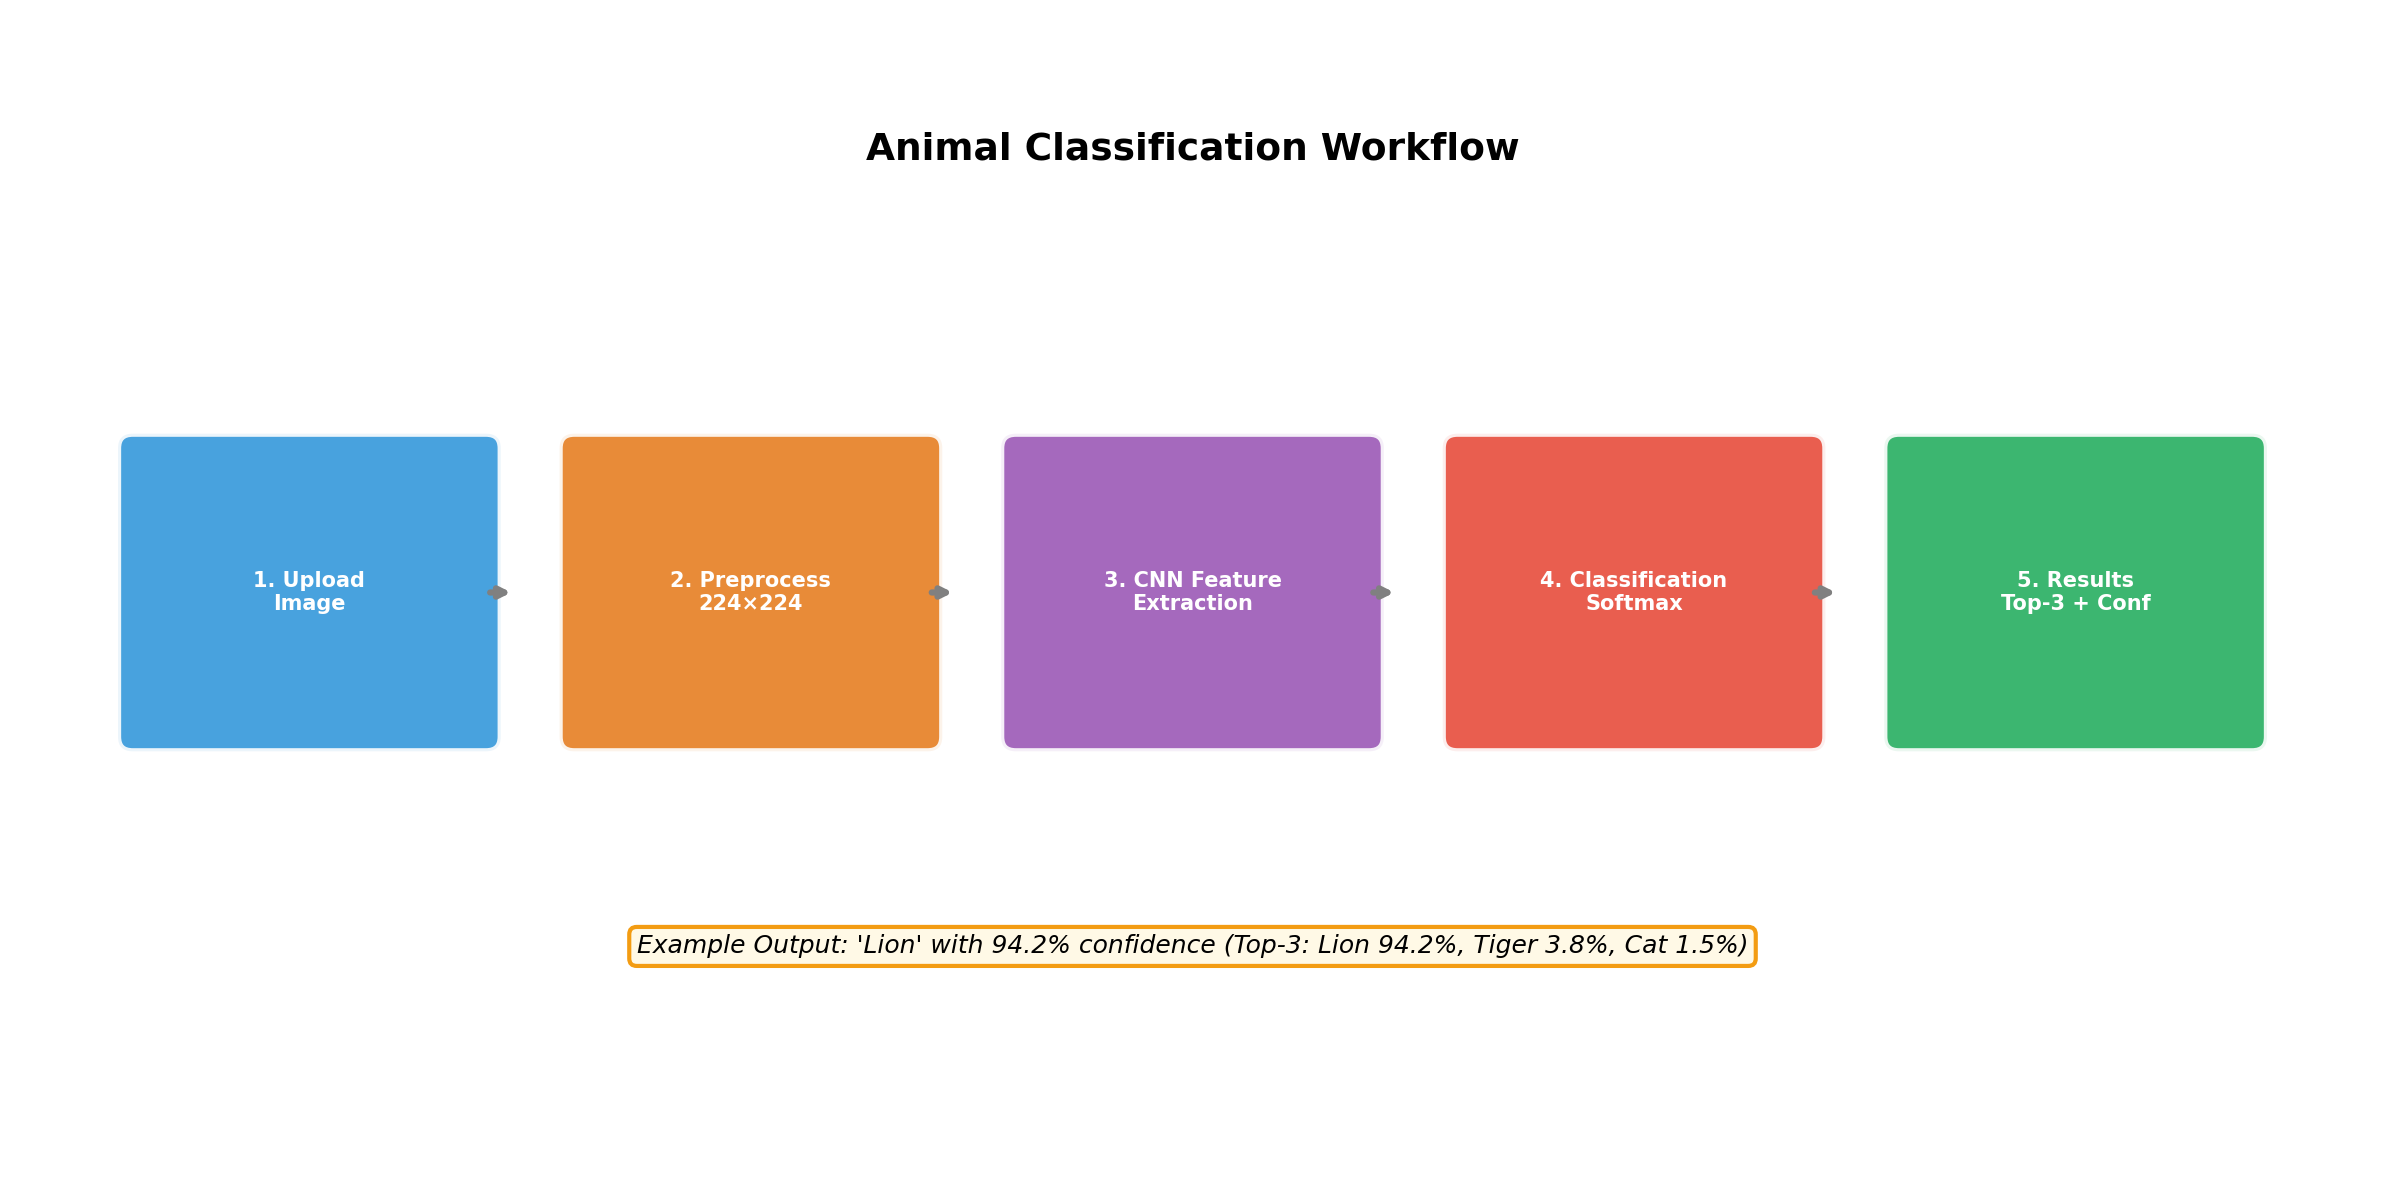 Animal Classification Workflow
1. Upload
Image
2. Preprocess
224×224
3. CNN Feature
Extraction
4. Classification
Softmax
5. Results
Top-3 + Conf
Example Output: 'Lion' with 94.2% confidence (Top-3: Lion 94.2%, Tiger 3.8%, Cat 1.5%)